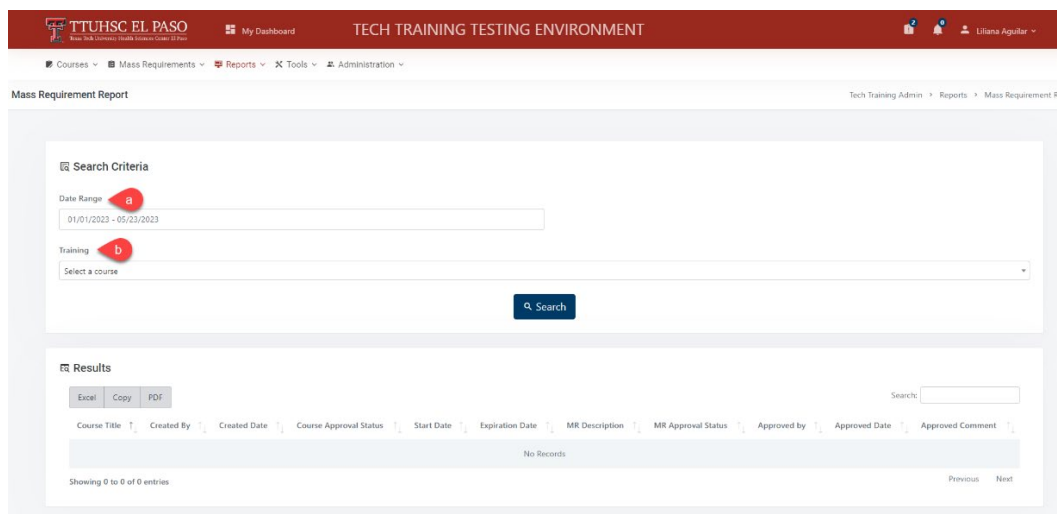 TTUHSC EL PASO
Texas Tech University Health Sciences Center El Paso
My Dashboard
TECH TRAINING TESTING ENVIRONMENT
2
0
Liliana Aguilar
Courses
Mass Requirements
Reports
Tools
Administration
Mass Requirement Report
Tech Training Admin > Reports > Mass Requirement R
Search Criteria
Date Range
a
01/01/2023 - 05/23/2023
Training
b
Select a course
Search
Results
Excel Copy PDF
Search:
Course Title Created By Created Date Course Approval Status Start Date Expiration Date MR Description MR Approval Status Approved by Approved Date Approved Comment
No Records
Showing 0 to 0 of 0 entries
Previous Next